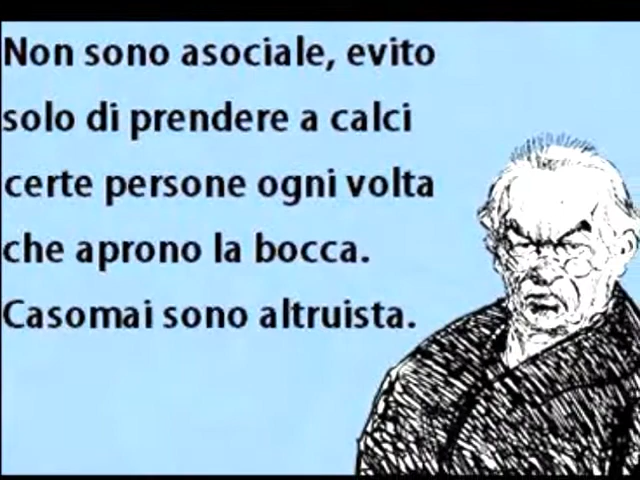 Non sono asociale, evito
solo di prendere a calci
certe persone ogni volta
che aprono la bocca.
Casomai sono altruista.